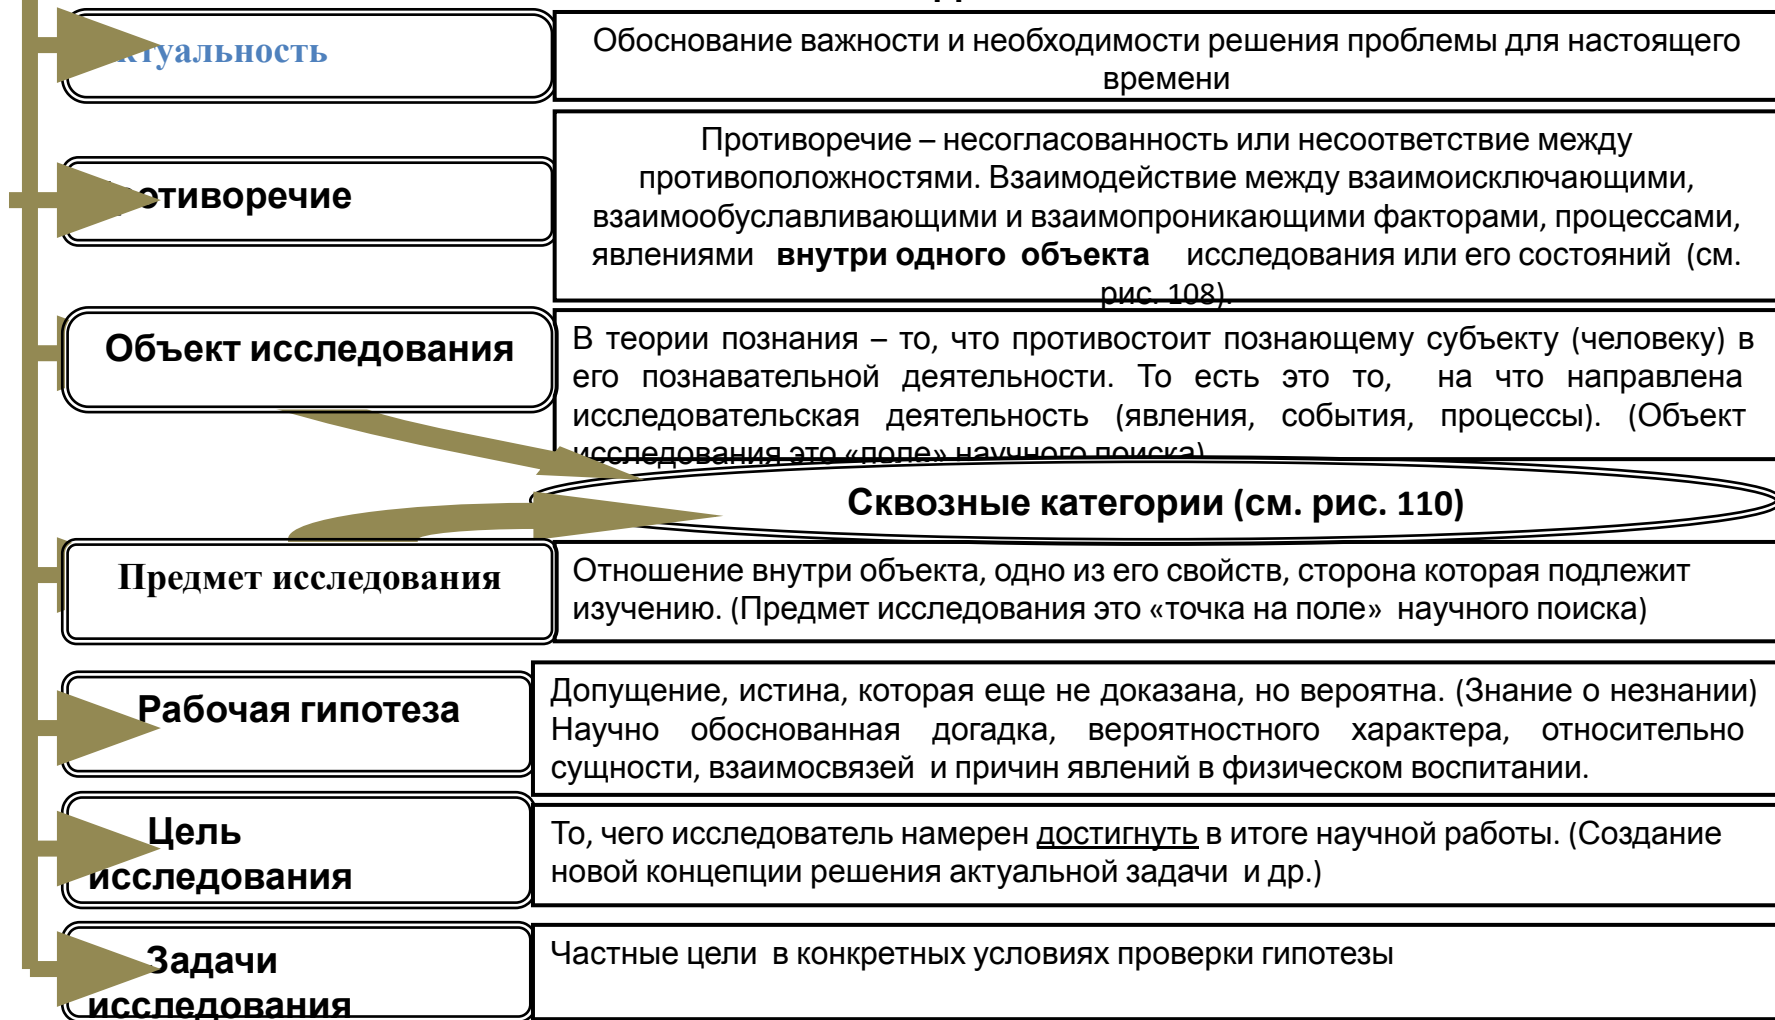 Обоснование важности и необходимости решения проблемы для настоящего
времени
Противоречие – несогласованность или несоответствие между
противоположностями. Взаимодействие между взаимоисключающими,
взаимообуславливающими и взаимопроникающими факторами, процессами,
явлениями внутри одного объекта исследования или его состояний (см.
рис. 108).
Объект исследования
В теории познания – то, что противостоит познающему субъекту (человеку) в
его познавательной деятельности. То есть это то, на что направлена
исследовательская деятельность (явления, события, процессы). (Объект
исследования это «поле» научного поиска)
Сквозные категории (см. рис. 110)
Предмет исследования
Отношение внутри объекта, одно из его свойств, сторона которая подлежит
изучению. (Предмет исследования это «точка на поле» научного поиска)
Рабочая гипотеза
Допущение, истина, которая еще не доказана, но вероятна. (Знание о незнании)
Научно обоснованная догадка, вероятностного характера, относительно
сущности, взаимосвязей и причин явлений в физическом воспитании.
Цель
исследования
То, чего исследователь намерен достигнуть в итоге научной работы. (Создание
новой концепции решения актуальной задачи и др.)
Задачи
исследования
Частные цели в конкретных условиях проверки гипотезы